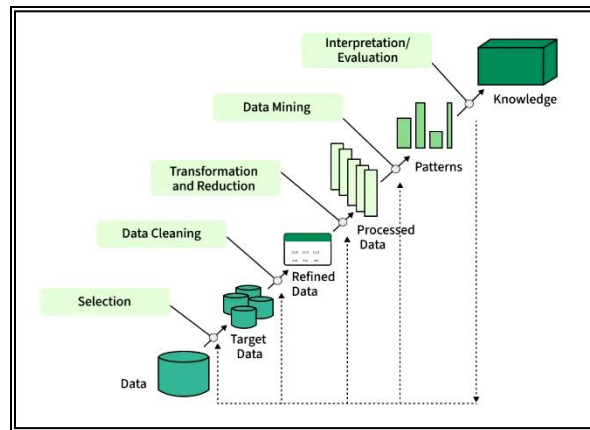 Interpretation/
Evaluation
Knowledge
Data Mining
Patterns
Transformation
and Reduction
Processed
Data
Data Cleaning
Refined
Data
Selection
Target
Data
Data